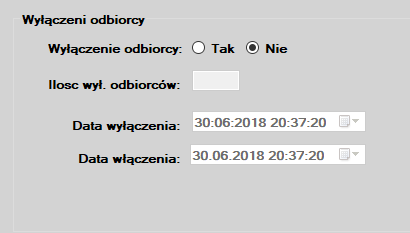 Wyłączeni odbiorcy
Wyłączenie odbiorcy: Tak Nie
Ilosc wył. odbiorców:
Data wyłączenia: 30:06:2018 20:37:20
Data włączenia: 30.06.2018 20:37:20